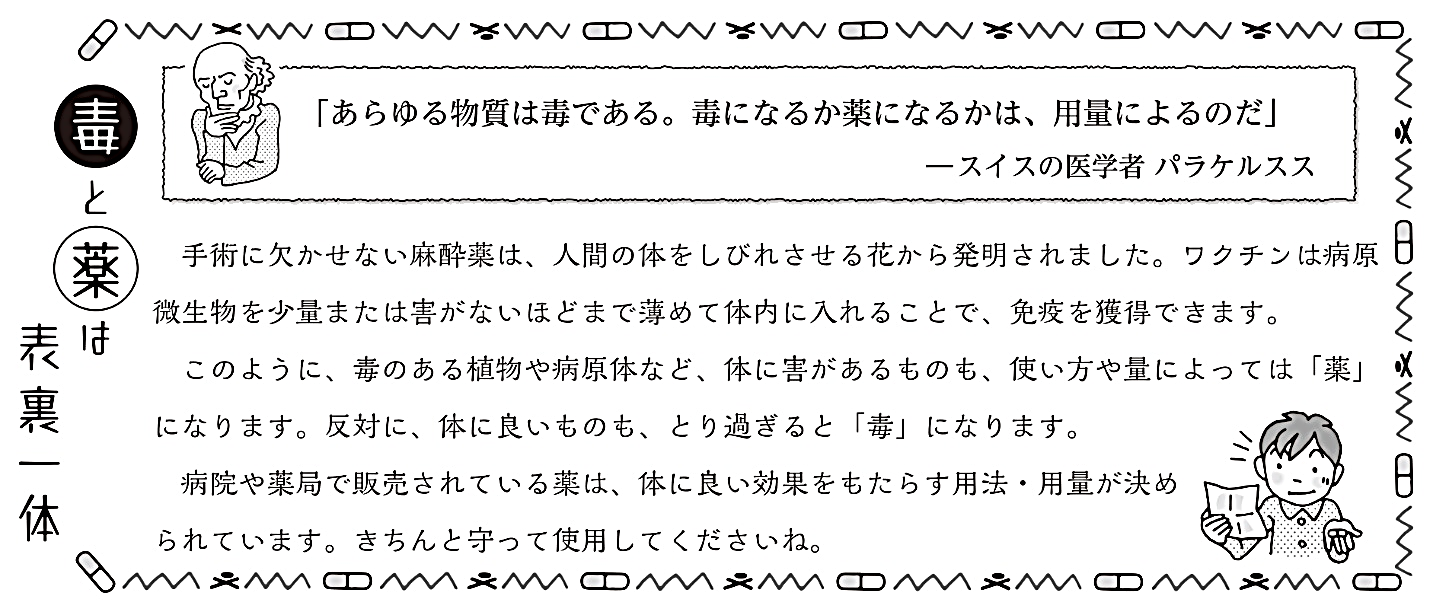 毒と薬は
表裏一体
「あらゆる物質は毒である。毒になるか薬になるかは、用量によるのだ」
―スイスの医学者 パラケルスス
手術に欠かせない麻酔薬は、人間の体をしびれさせる花から発明されました。ワクチンは病原
微生物を少量または害がないほどまで薄めて体内に入れることで、免疫を獲得できます。
このように、毒のある植物や病原体など、体に害があるものも、使い方や量によっては「薬」
になります。反対に、体に良いものも、とり過ぎると「毒」になります。
病院や薬局で販売されている薬は、体に良い効果をもたらす用法・用量が決め
られています。きちんと守って使用してくださいね。